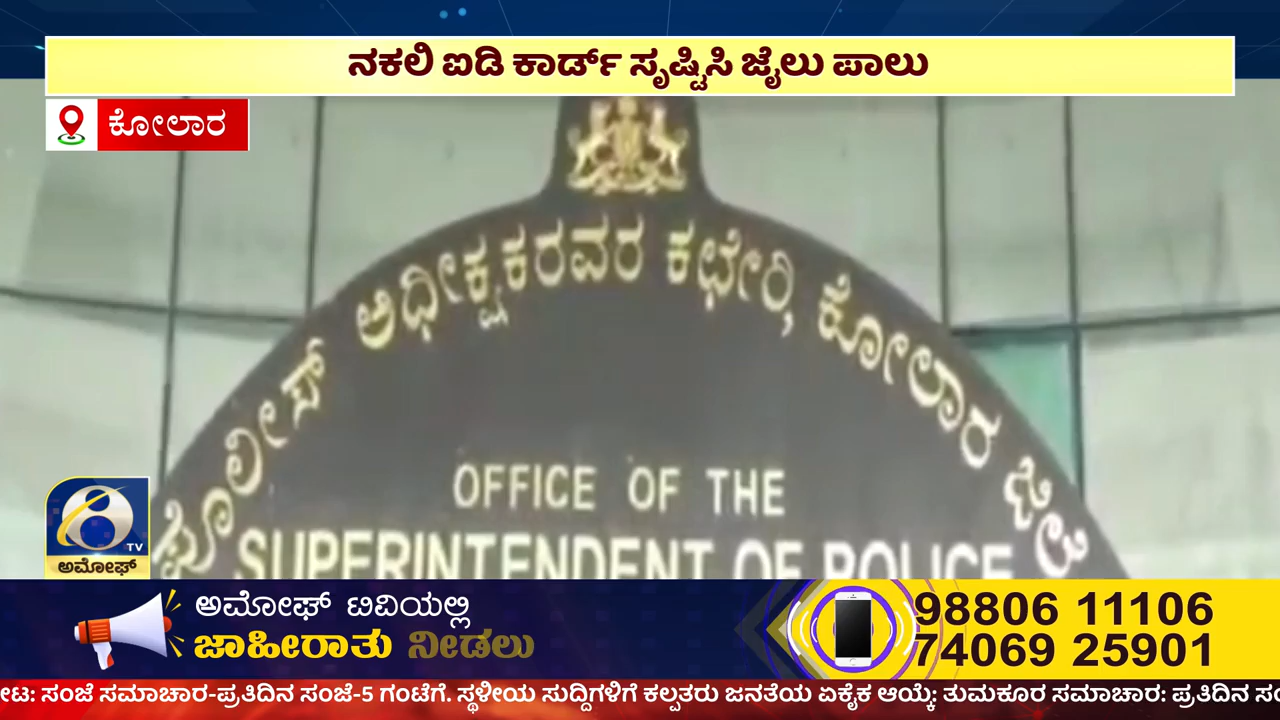 ನಕಲಿ ಐಡಿ ಕಾರ್ಡ್ ಸೃಷ್ಟಿಸಿ ಜೈಲು ಪಾಲು
ಕೋಲಾರ
ಪೊಲೀಸ್ ಅಧೀಕ್ಷಕರವರ ಕಛೇರಿ, ಕೋಲಾರ ಜಿಲ್ಲೆ
OFFICE OF THE
SUPERINTENDENT OF POLICE
TV
ಅಮೋಘ್
ಅಮೋಘ್ ಟಿವಿಯಲ್ಲಿ
ಜಾಹೀರಾತು ನೀಡಲು
98806 11106
74069 25901
ಸಂಜೆ ಸಮಾಚಾರ-ಪ್ರತಿದಿನ ಸಂಜೆ-5 ಗಂಟೆಗೆ. ಸ್ಥಳೀಯ ಸುದ್ದಿಗಳಿಗೆ ಕಲ್ಪತರು ಜನತೆಯ ಏಕೈಕ ಆಯ್ಕೆ: ತುಮಕೂರ ಸಮಾಚಾರ: ಪ್ರತಿದಿನ